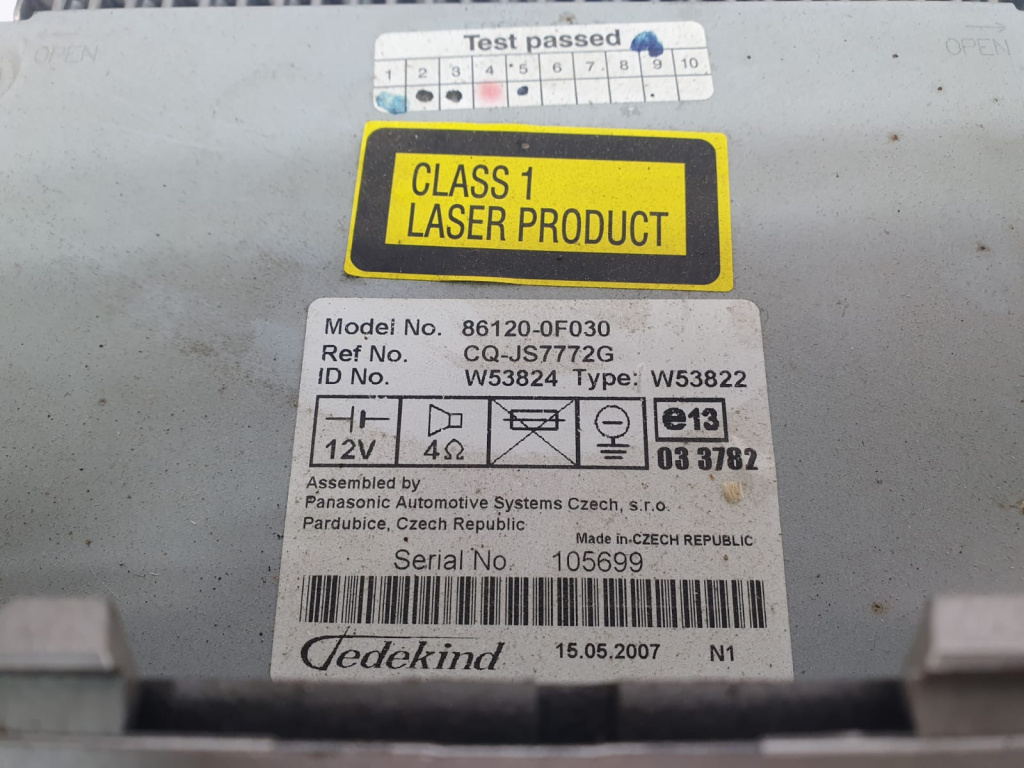 OPEN
OPEN
Test passed
1 2 3 4 5 6 7 8 9 10
CLASS 1
LASER PRODUCT
Model No. 86120-0F030
Ref No. CQ-JS7772G
ID No. W53824 Type: W53822
12V 4Ω e13
03 3782
Assembled by
Panasonic Automotive Systems Czech, s.r.o.
Pardubice, Czech Republic
Made in CZECH REPUBLIC
Serial No. 105699
Tedekind 15.05.2007 N1